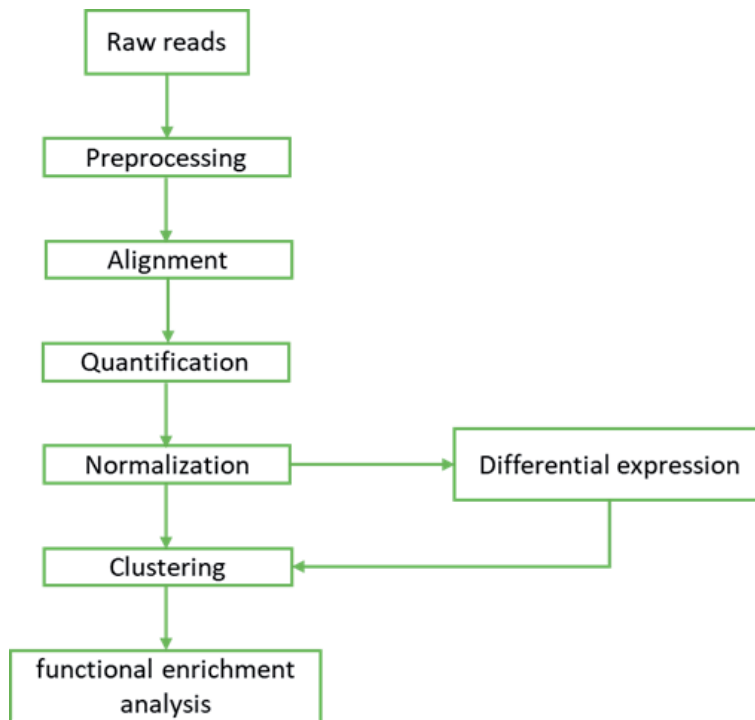 Raw reads
Preprocessing
Alignment
Quantification
Normalization
Differential expression
Clustering
functional enrichment
analysis